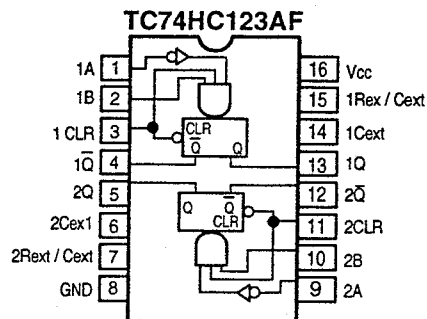 TC74HC123AF
1A 1 16 Vcc
1B 2 15 1Rex / Cext
1 CLR 3 CLR 14 1Cext
1Q̅ 4 Q̅ Q 13 1Q
2Q 5 Q Q̅ 12 2Q̅
2Cex1 6 CLR 11 2CLR
2Rext / Cext 7 10 2B
GND 8 9 2A